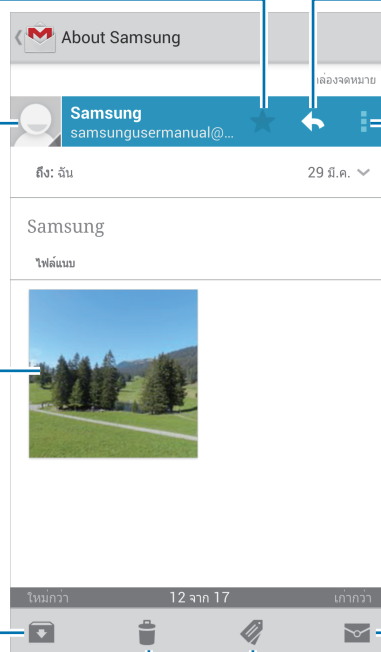 About Samsung
กล่องจดหมาย
Samsung
samsungusermanual@...
ถึง: ฉัน
29 มี.ค.
Samsung
ไฟล์แนบ
ใหม่กว่า
12 จาก 17
เก่ากว่า